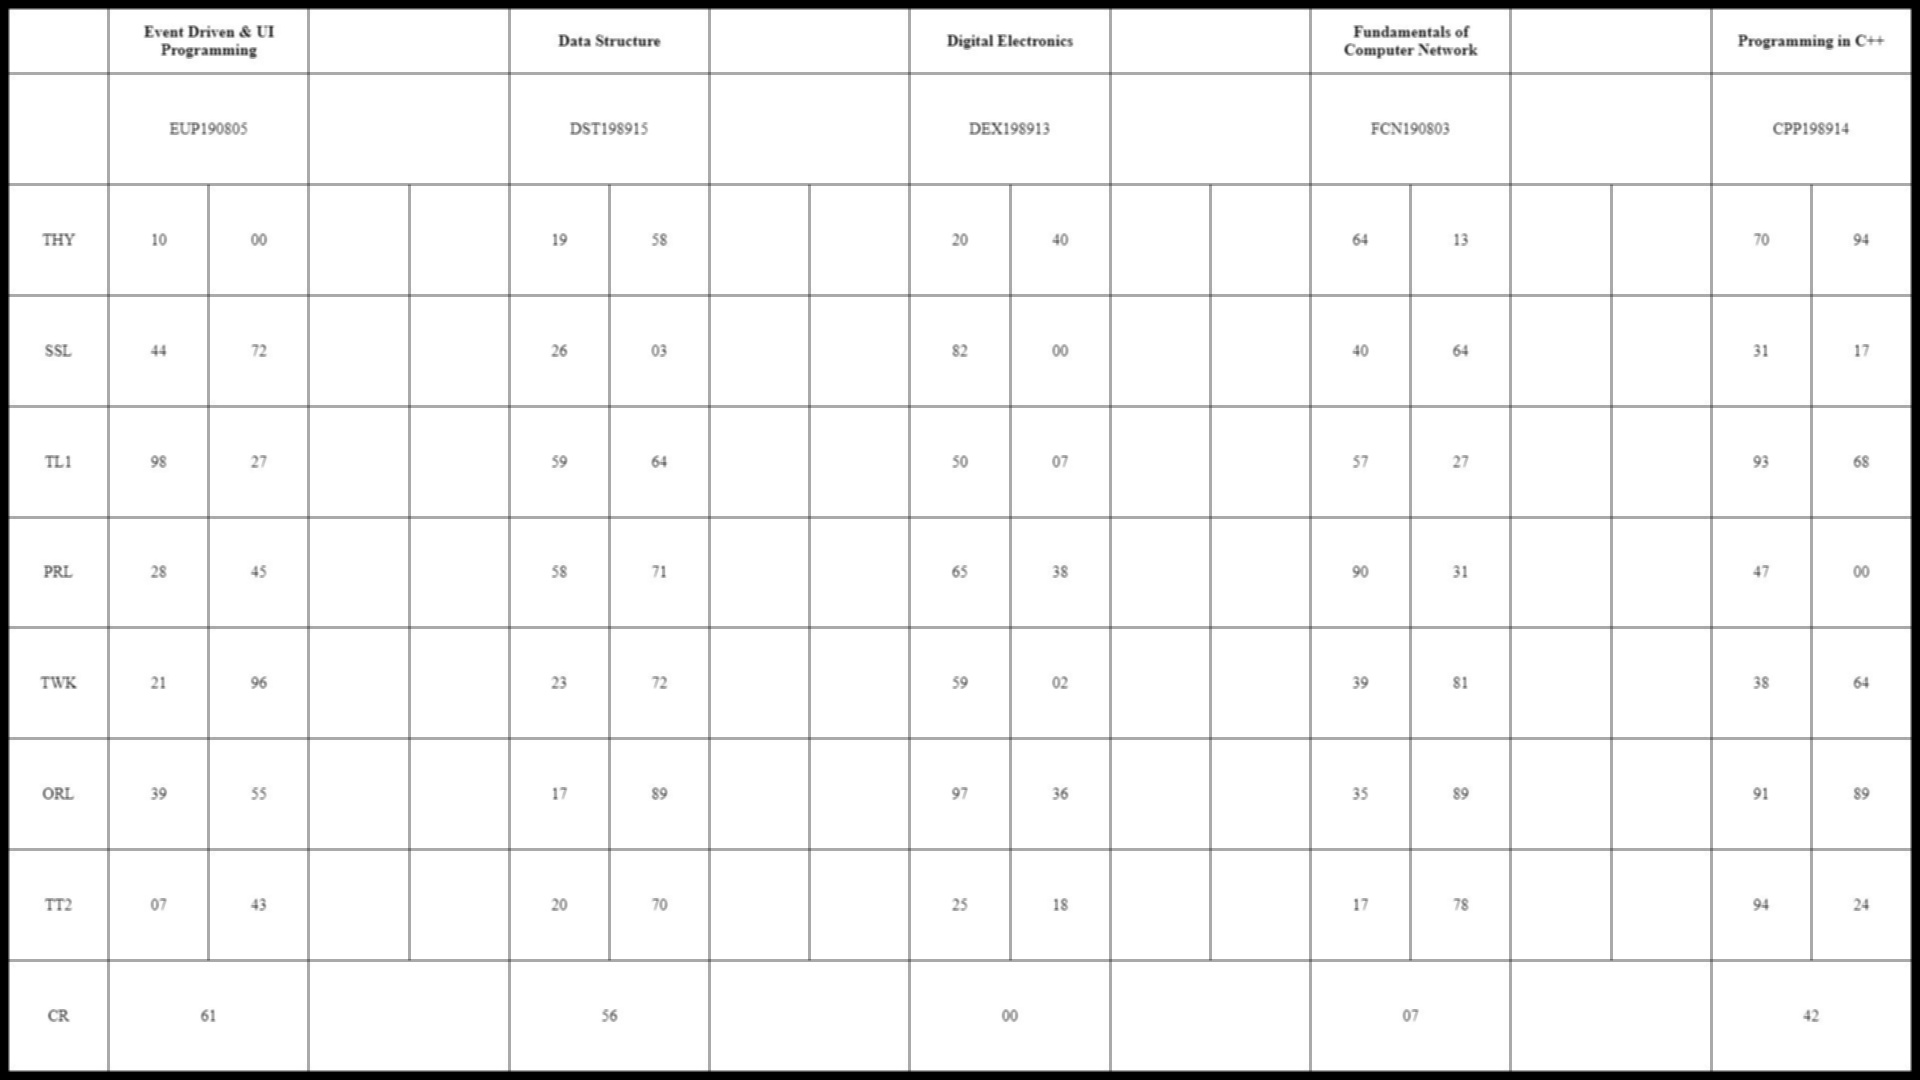 Event Driven & UI Programming Data Structure Digital Electronics Fundamentals of Computer Network Programming in C++
EUP190805 DST198915 DEX198913 FCN190803 CPP198914
THY 10 00 19 58 20 40 64 13 70 94
SSL 44 72 26 03 82 00 40 64 31 17
TL1 98 27 59 64 50 07 57 27 93 68
PRL 28 45 58 71 65 38 90 31 47 00
TWK 21 96 23 72 59 02 39 81 38 64
ORL 39 55 17 89 97 36 35 89 91 89
TT2 07 43 20 70 25 18 17 78 94 24
CR 61 56 00 07 42